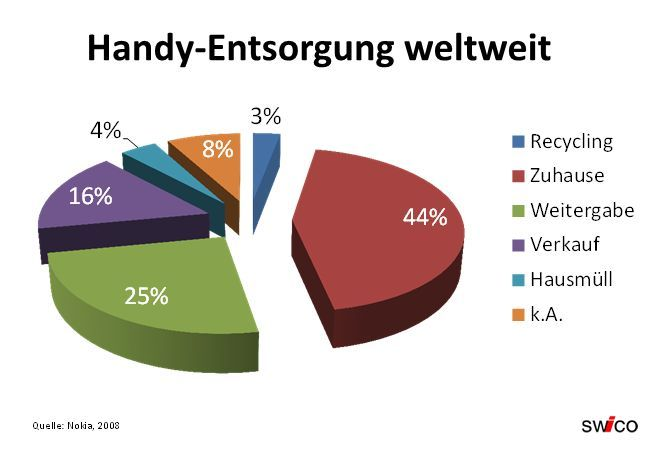 Handy-Entsorgung weltweit
3%
4%
8%
16%
44%
25%
Recycling
Zuhause
Weitergabe
Verkauf
Hausmüll
k.A.
Quelle: Nokia, 2008
swico